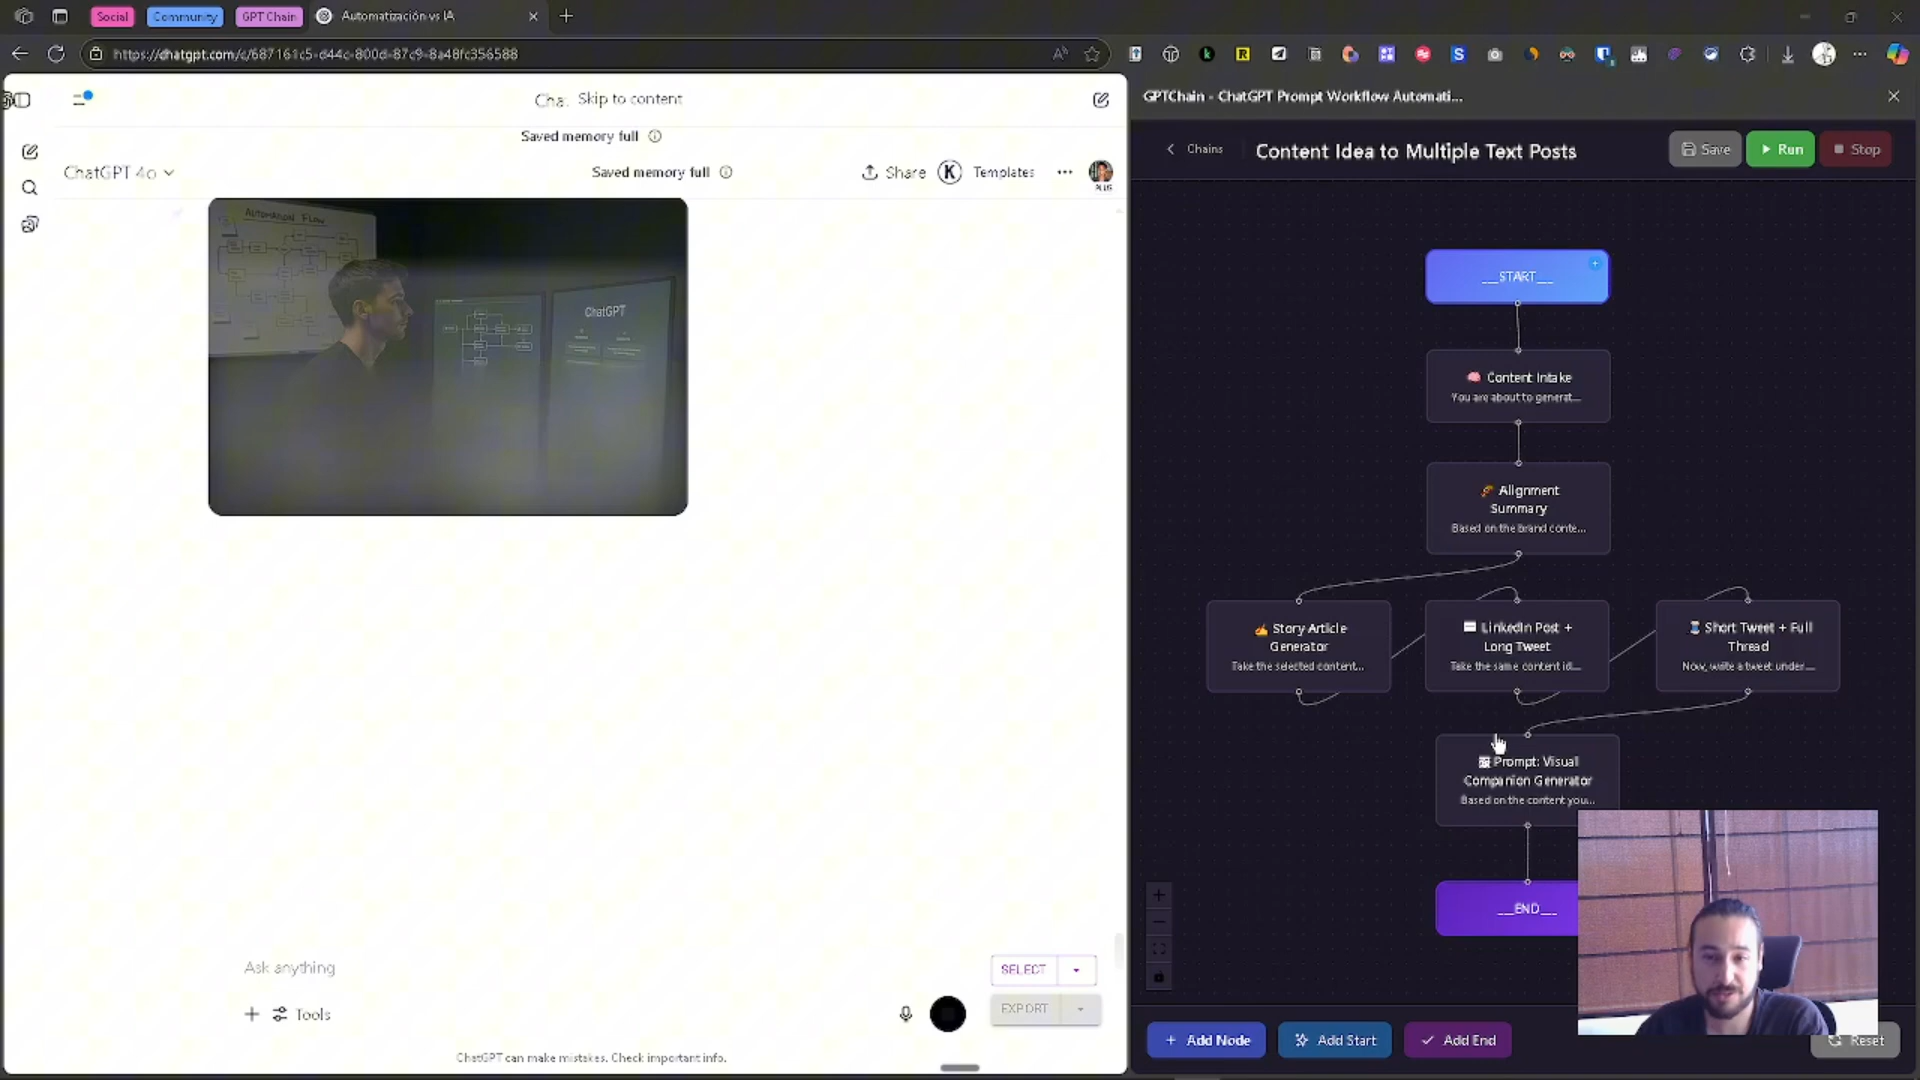 Social
Community
GPT Chain
Automatización vs IA
https://chatgpt.com/c/687161c5-d44c-800d-87c9-8a48fc356588
GPTChain - ChatGPT Prompt Workflow Automati...
Cha
Skip to content
Saved memory full
ChatGPT 4o
Saved memory full
Share
K
Templates
PLUS
Chains
Content Idea to Multiple Text Posts
Save
Run
Stop
Automation Flow
ChatGPT
__START__
Content Intake
You are about to generat...
Alignment
Summary
Based on the brand conte...
Story Article
Generator
Take the selected content...
LinkedIn Post +
Long Tweet
Take the same content id...
Short Tweet + Full
Thread
Now, write a tweet under ...
Prompt: Visual
Companion Generator
Based on the content you...
__END__
Ask anything
Tools
SELECT
EXPORT
ChatGPT can make mistakes. Check important info.
Add Node
Add Start
Add End
Reset